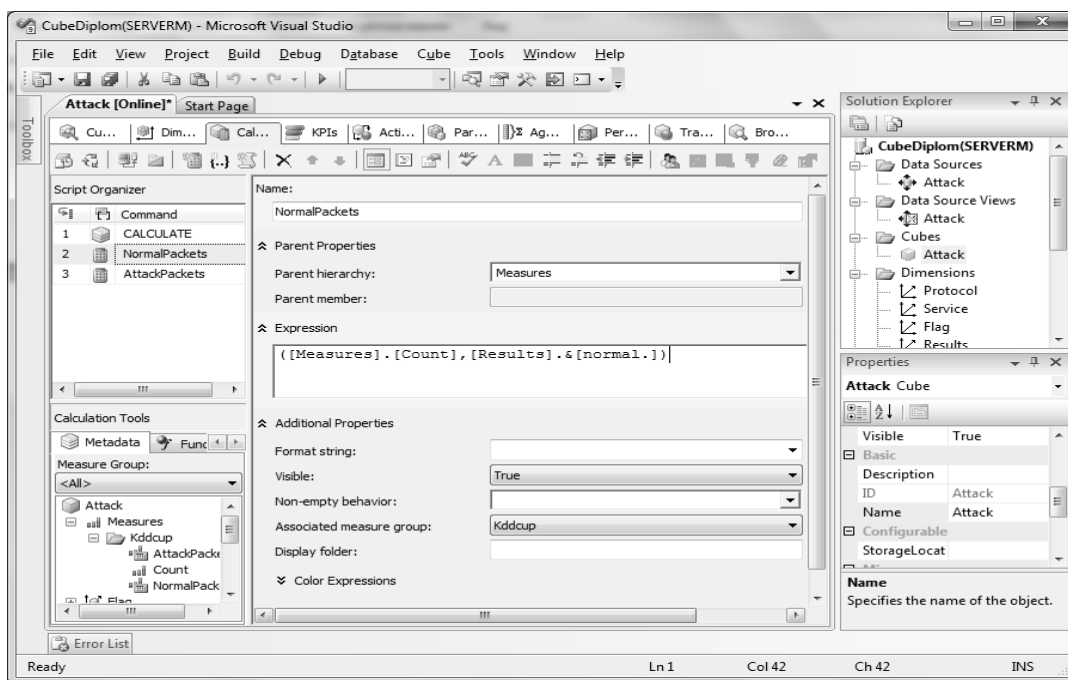 CubeDiplom(SERVERM) - Microsoft Visual Studio
File Edit View Project Build Debug Database Cube Tools Window Help
Toolbox
Attack [Online]* Start Page
Cu... Dim... Cal... KPIs Acti... Par... Ag... Per... Tra... Bro...
Script Organizer
Command
1 CALCULATE
2 NormalPackets
3 AttackPackets
Calculation Tools
Metadata Func
Measure Group:
<All>
Attack
Measures
Kddcup
AttackPacke
Count
NormalPack
Flag
Name:
NormalPackets
Parent Properties
Parent hierarchy: Measures
Parent member:
Expression
([Measures].[Count],[Results].&[normal.])
Additional Properties
Format string:
Visible: True
Non-empty behavior:
Associated measure group: Kddcup
Display folder:
Color Expressions
Solution Explorer
CubeDiplom(SERVERM)
Data Sources
Attack
Data Source Views
Attack
Cubes
Attack
Dimensions
Protocol
Service
Flag
Results
Properties
Attack Cube
Visible True
Basic
Description
ID Attack
Name Attack
Configurable
StorageLocat
Name
Specifies the name of the object.
Error List
Ready Ln 1 Col 42 Ch 42 INS